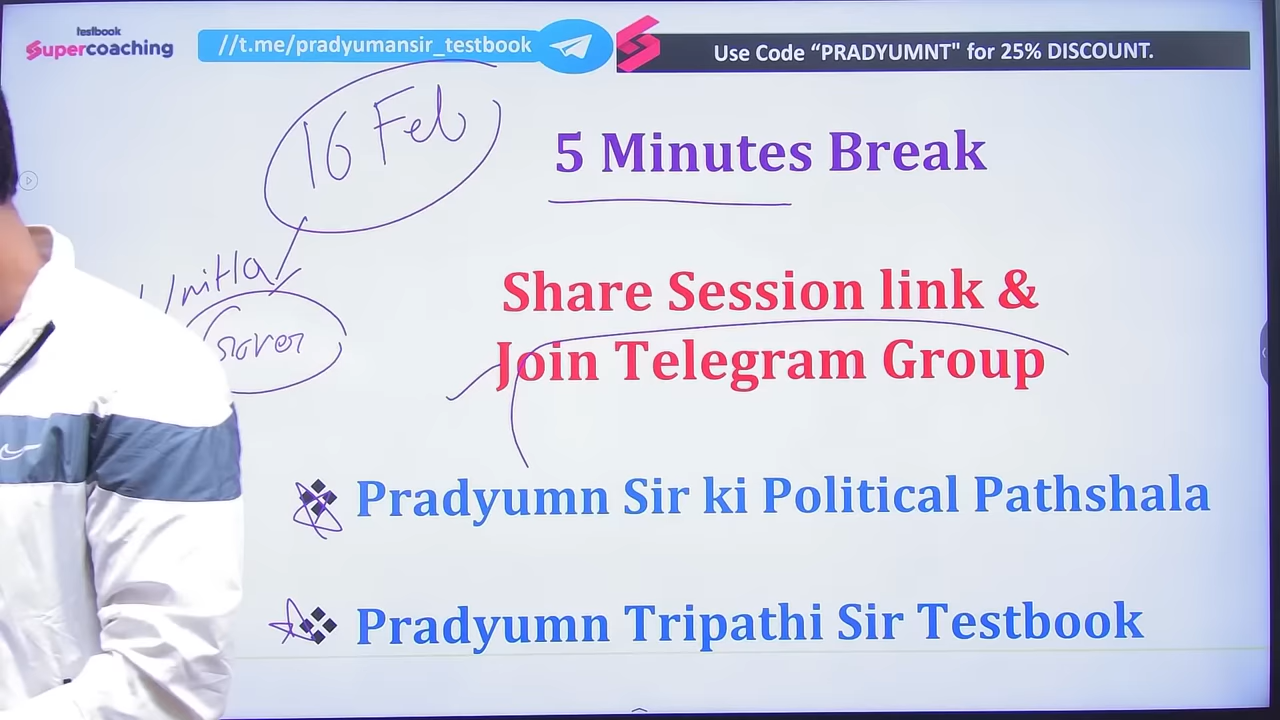 testbook
Supercoaching
//t.me/pradyumansir_testbook
Use Code “PRADYUMNT" for 25% DISCOUNT.
16 Feb
5 Minutes Break
Share Session link &
Join Telegram Group
Pradyumn Sir ki Political Pathshala
Pradyumn Tripathi Sir Testbook